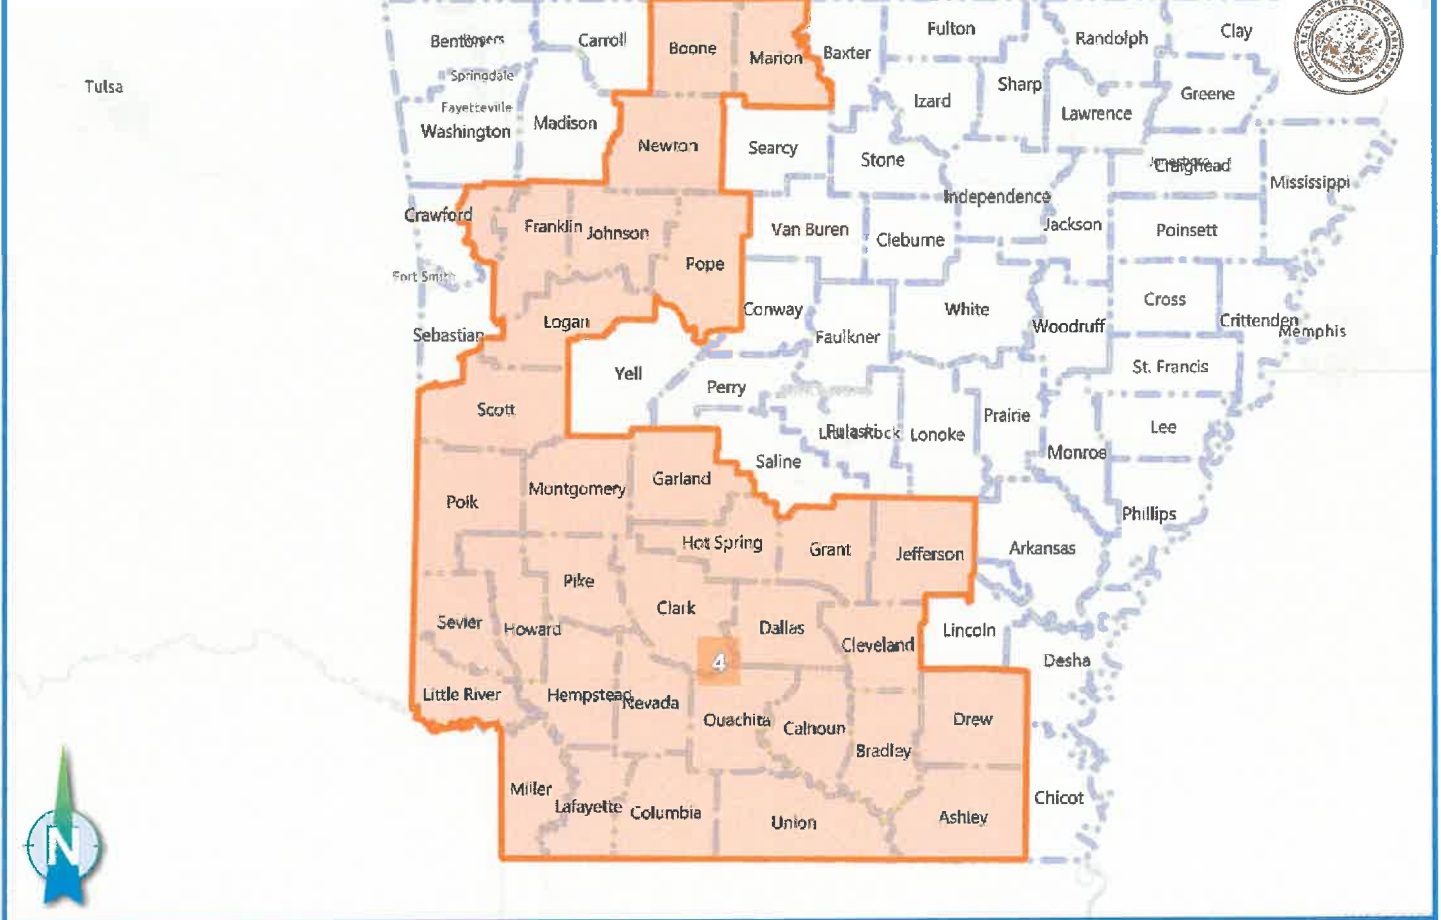 Benton
Carroll
Boone
Marion
Baxter
Fulton
Randolph
Clay
Tulsa
Springdale
Fayetteville
Washington
Madison
Newton
Searcy
Stone
Izard
Sharp
Lawrence
Greene
Craighead
Mississippi
Independence
Crawford
Franklin
Johnson
Pope
Van Buren
Cleburne
Jackson
Poinsett
Fort Smith
Sebastian
Logan
Conway
Faulkner
White
Woodruff
Cross
Crittenden
Memphis
Yell
Perry
St. Francis
Scott
Pulaski
Little Rock
Lonoke
Prairie
Monroe
Lee
Saline
Polk
Montgomery
Garland
Phillips
Hot Spring
Grant
Jefferson
Arkansas
Pike
Clark
Sevier
Howard
Dallas
Cleveland
Lincoln
Desha
4
Little River
Hempstead
Nevada
Ouachita
Calhoun
Bradley
Drew
Miller
Lafayette
Columbia
Union
Ashley
Chicot
N